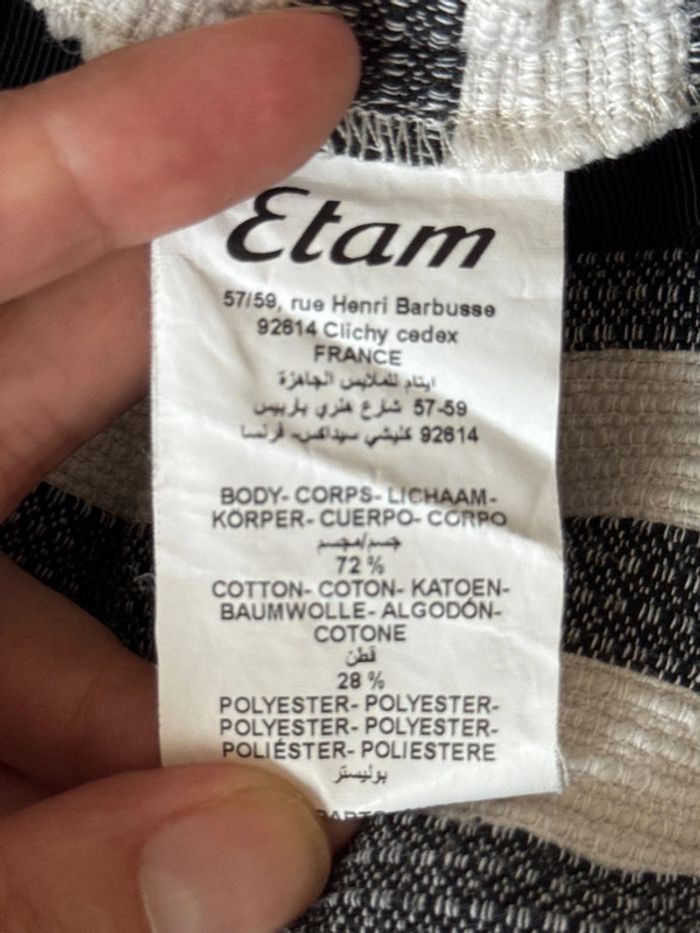 Etam
57/59, rue Henri Barbusse
92614 Clichy cedex
FRANCE
ايتام للملابس الجاهزة
57-59 شارع هنري باربيس
92614 كليشي سيداكس- فرنسا
BODY- CORPS- LICHAAM-
KÖRPER- CUERPO- CORPO
جسم/مجسم
72 %
COTTON- COTON- KATOEN-
BAUMWOLLE- ALGODÓN-
COTONE
قطن
28 %
POLYESTER- POLYESTER-
POLYESTER- POLYESTER-
POLIÉSTER- POLIESTERE
بوليستر